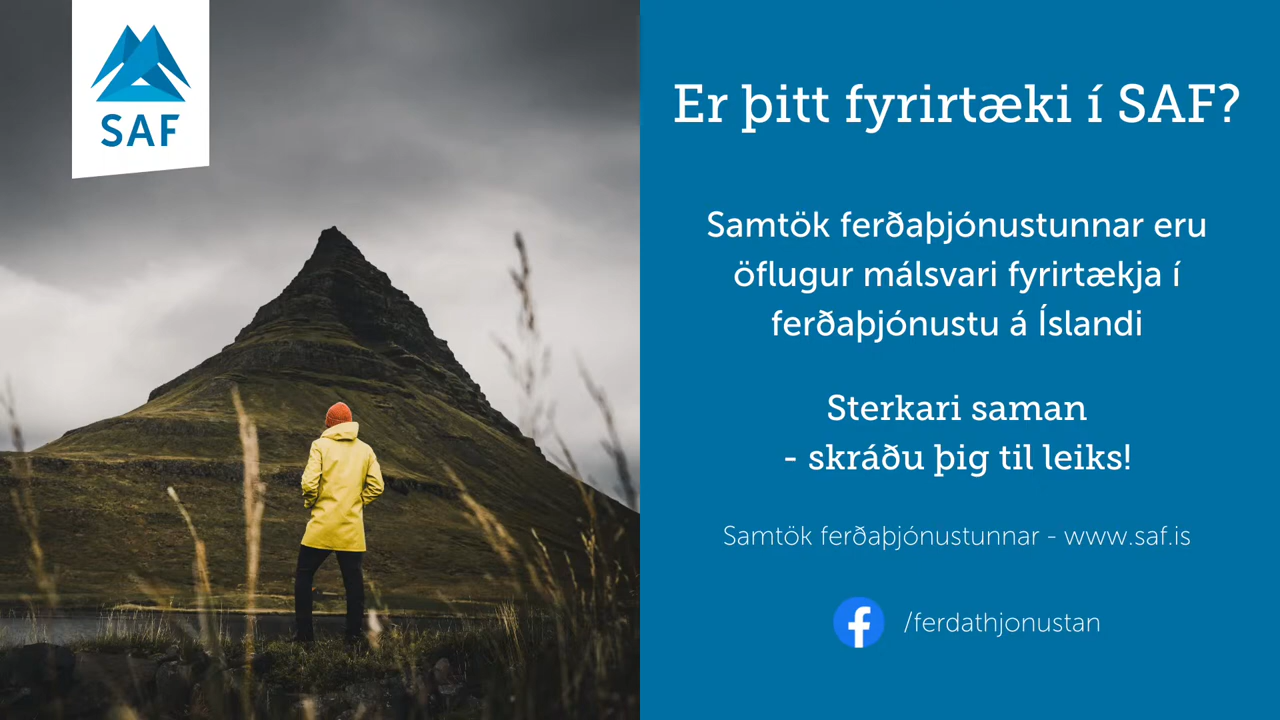 SAF
Er þitt fyrirtæki í SAF?
Samtök ferðaþjónustunnar eru
öflugur málsvari fyrirtækja í
ferðaþjónustu á Íslandi
Sterkari saman
- skráðu þig til leiks!
Samtök ferðaþjónustunnar - www.saf.is
/ferdathjonustan